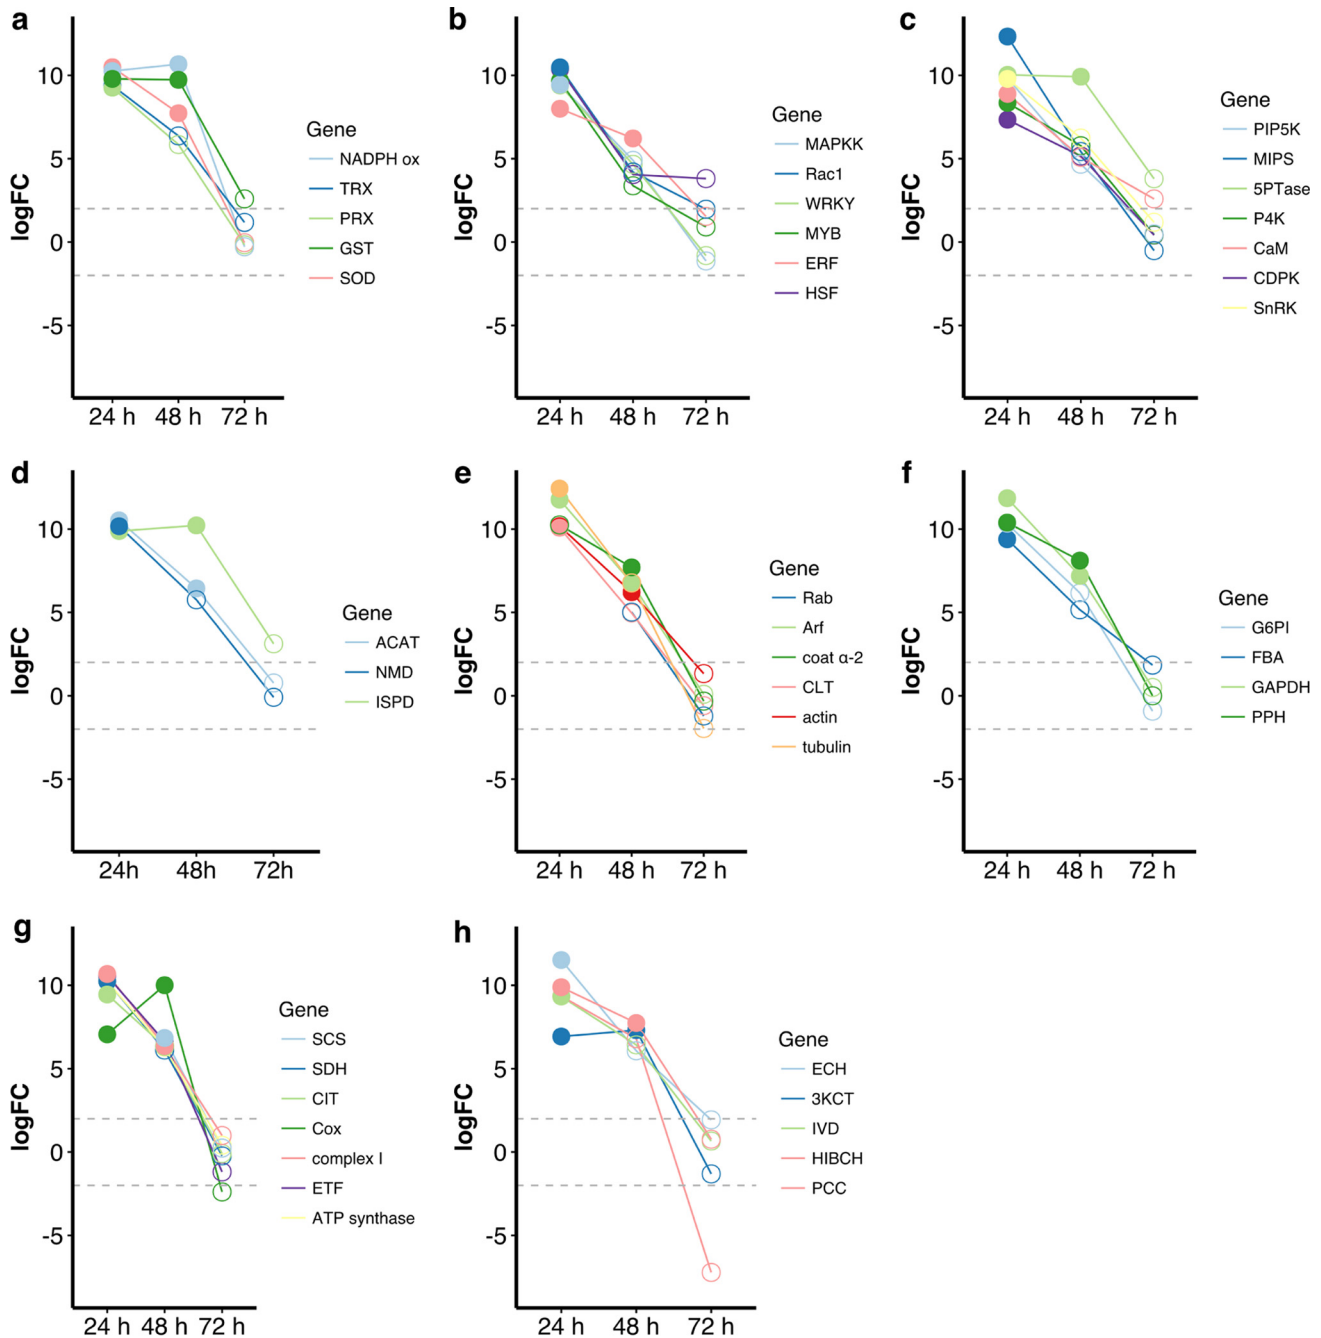 a
logFC
10
5
0
-5
24 h 48 h 72 h
Gene
NADPH ox
TRX
PRX
GST
SOD
b
logFC
10
5
0
-5
24 h 48 h 72 h
Gene
MAPKK
Rac1
WRKY
MYB
ERF
HSF
c
logFC
10
5
0
-5
24 h 48 h 72 h
Gene
PIP5K
MIPS
5PTase
P4K
CaM
CDPK
SnRK
d
logFC
10
5
0
-5
24h 48h 72h
Gene
ACAT
NMD
ISPD
e
logFC
10
5
0
-5
24 h 48 h 72 h
Gene
Rab
Arf
coat α-2
CLT
actin
tubulin
f
logFC
10
5
0
-5
24 h 48 h 72 h
Gene
G6PI
FBA
GAPDH
PPH
g
logFC
10
5
0
-5
24 h 48 h 72 h
Gene
SCS
SDH
CIT
Cox
complex I
ETF
ATP synthase
h
logFC
10
5
0
-5
24 h 48 h 72 h
Gene
ECH
3KCT
IVD
HIBCH
PCC